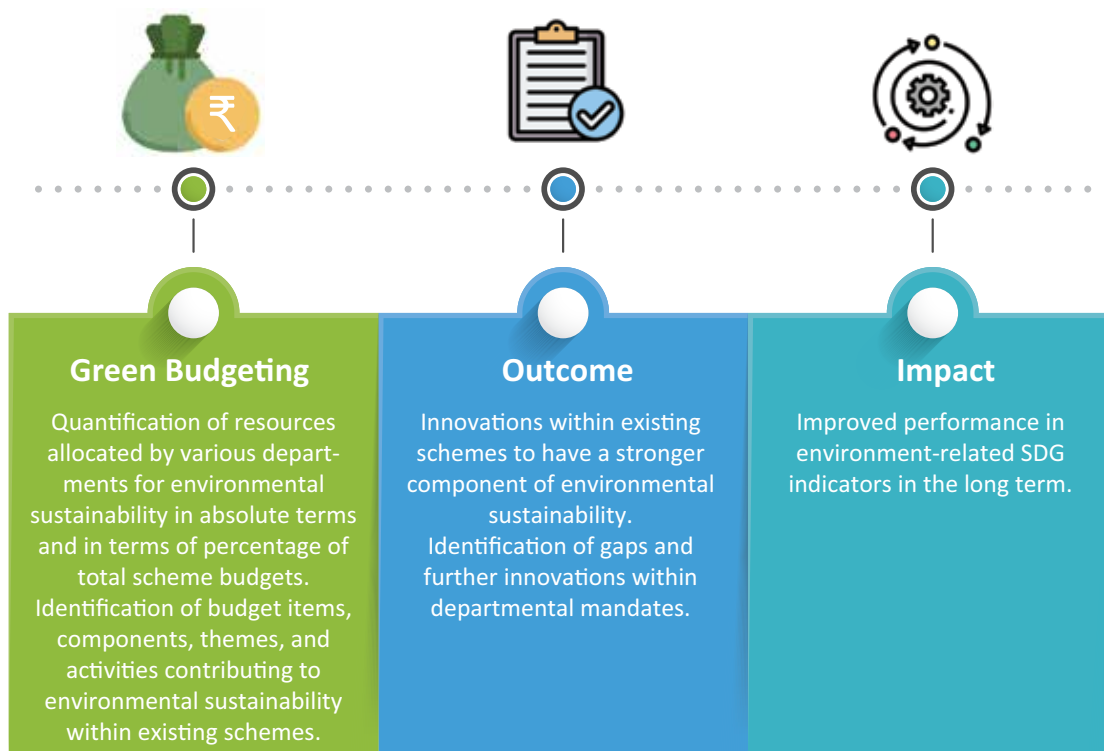 ₹
Green Budgeting
Quantification of resources
allocated by various depart-
ments for environmental
sustainability in absolute terms
and in terms of percentage of
total scheme budgets.
Identification of budget items,
components, themes, and
activities contributing to
environmental sustainability
within existing schemes.
Outcome
Innovations within existing
schemes to have a stronger
component of environmental
sustainability.
Identification of gaps and
further innovations within
departmental mandates.
Impact
Improved performance in
environment-related SDG
indicators in the long term.